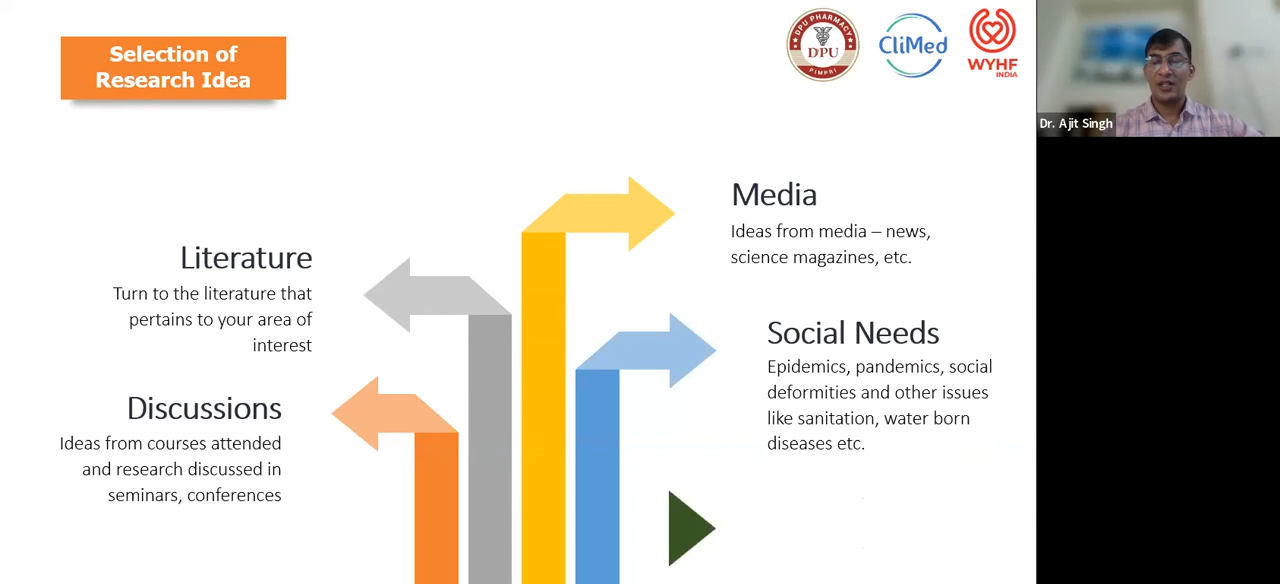 Selection of
Research Idea
DPU PHARMACY
DPU
PIMPRI
CliMed
WYHF
INDIA
Dr. Ajit Singh
Media
Ideas from media – news,
science magazines, etc.
Literature
Turn to the literature that
pertains to your area of
interest
Social Needs
Epidemics, pandemics, social
deformities and other issues
like sanitation, water born
diseases etc.
Discussions
Ideas from courses attended
and research discussed in
seminars, conferences